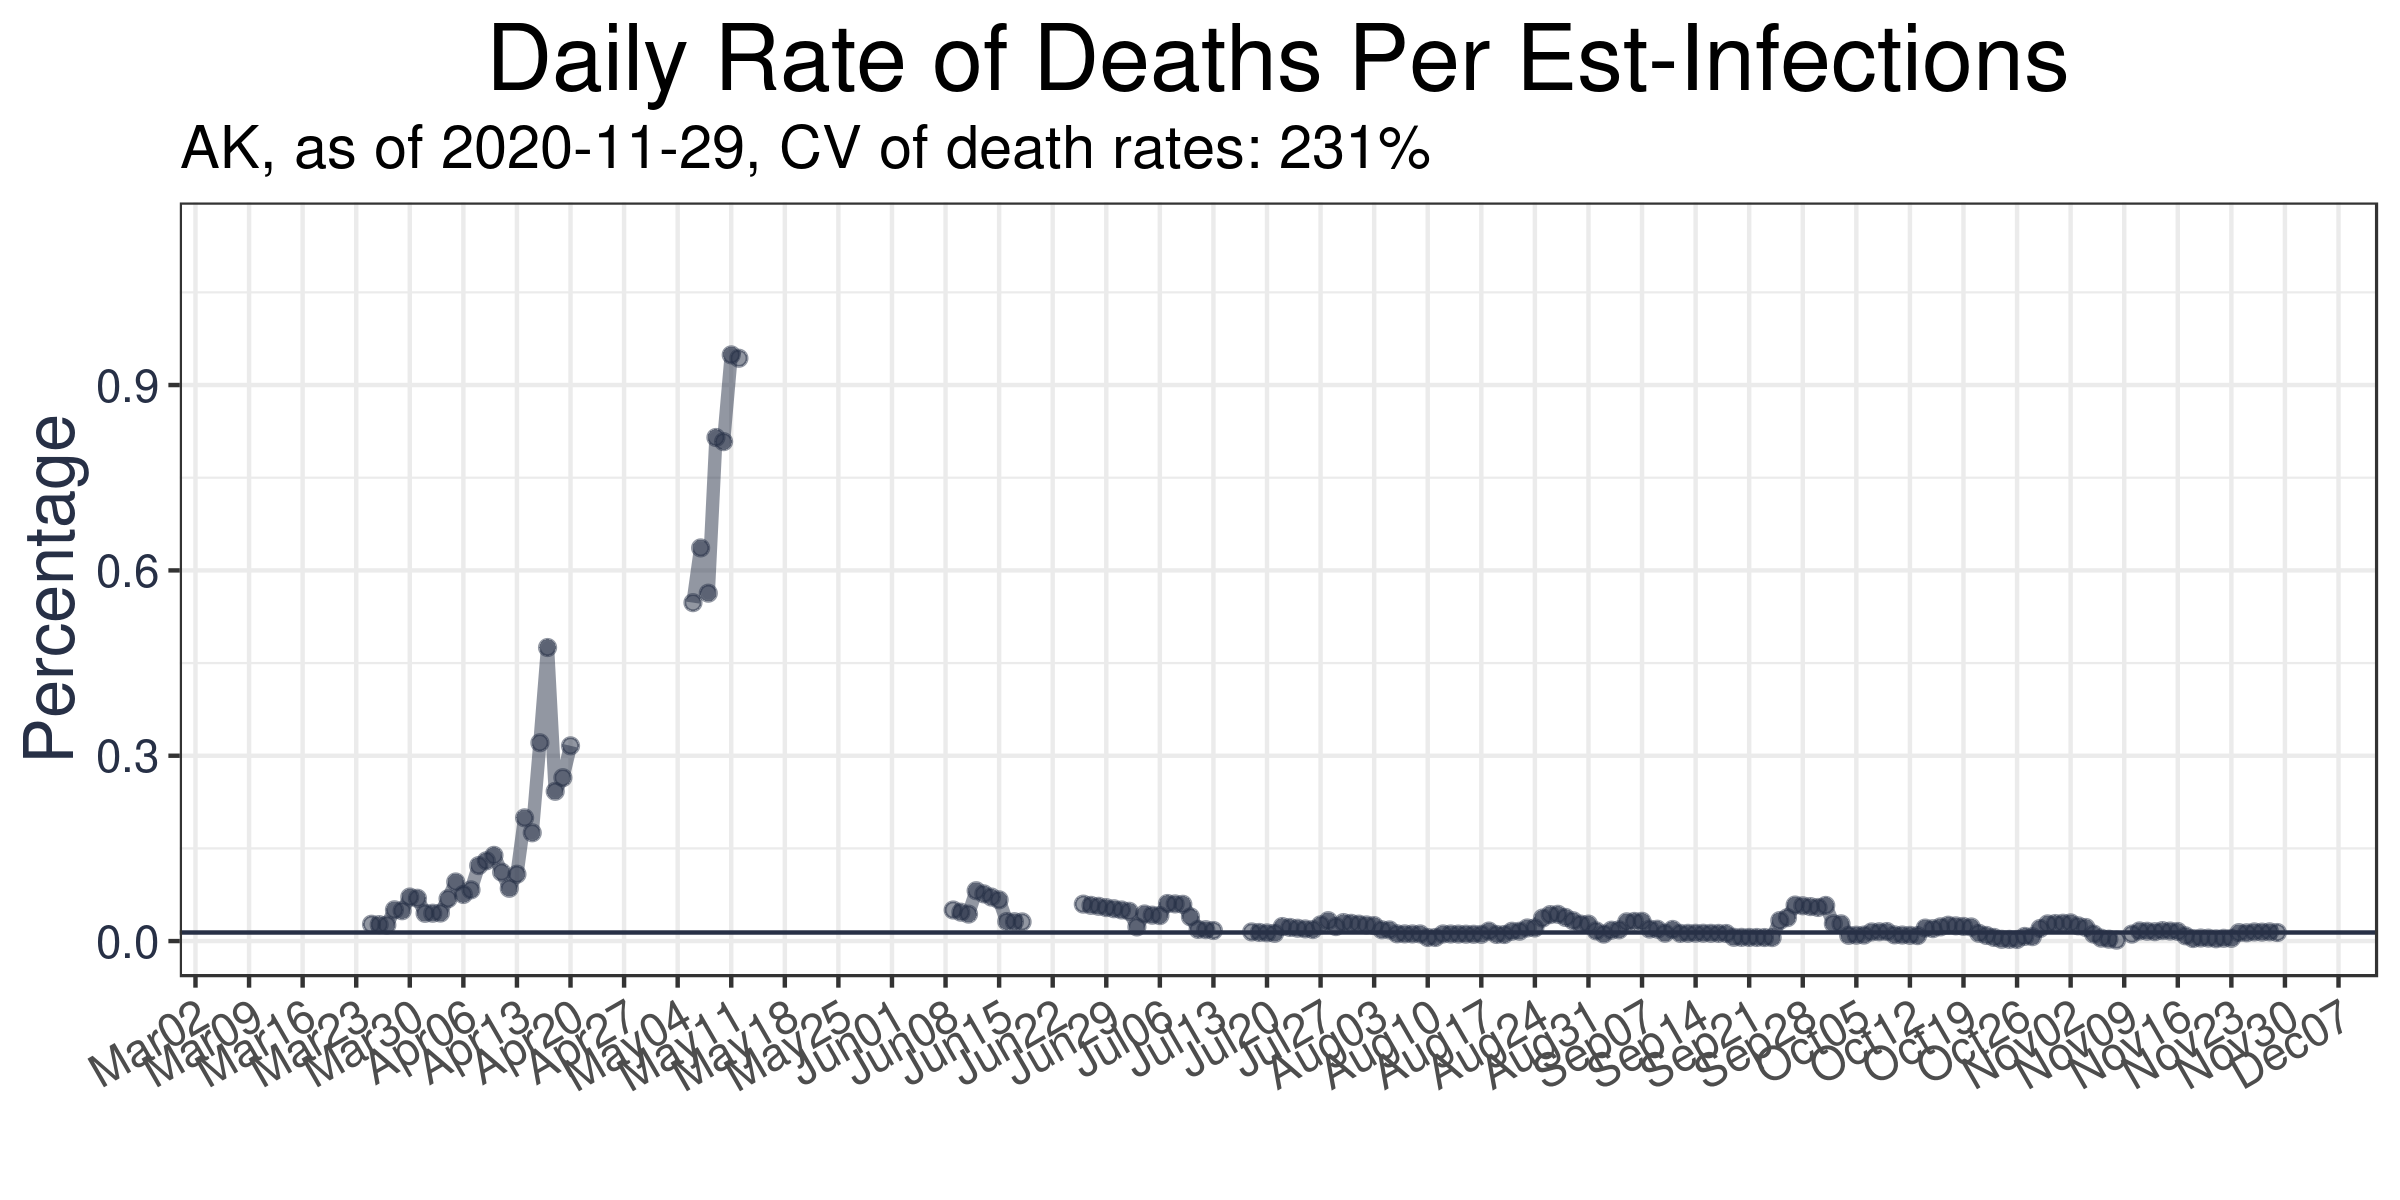 Daily Rate of Deaths Per Est-Infections
AK, as of 2020-11-29, CV of death rates: 231%
Percentage
0.9
0.6
0.3
0.0
Mar02
Mar09
Mar16
Mar23
Mar30
Apr06
Apr13
Apr20
Apr27
May04
May11
May18
May25
Jun01
Jun08
Jun15
Jun22
Jun29
Jul06
Jul13
Jul20
Jul27
Aug03
Aug10
Aug17
Aug24
Aug31
Sep07
Sep14
Sep21
Sep28
Oct05
Oct12
Oct19
Oct26
Nov02
Nov09
Nov16
Nov23
Nov30
Dec07